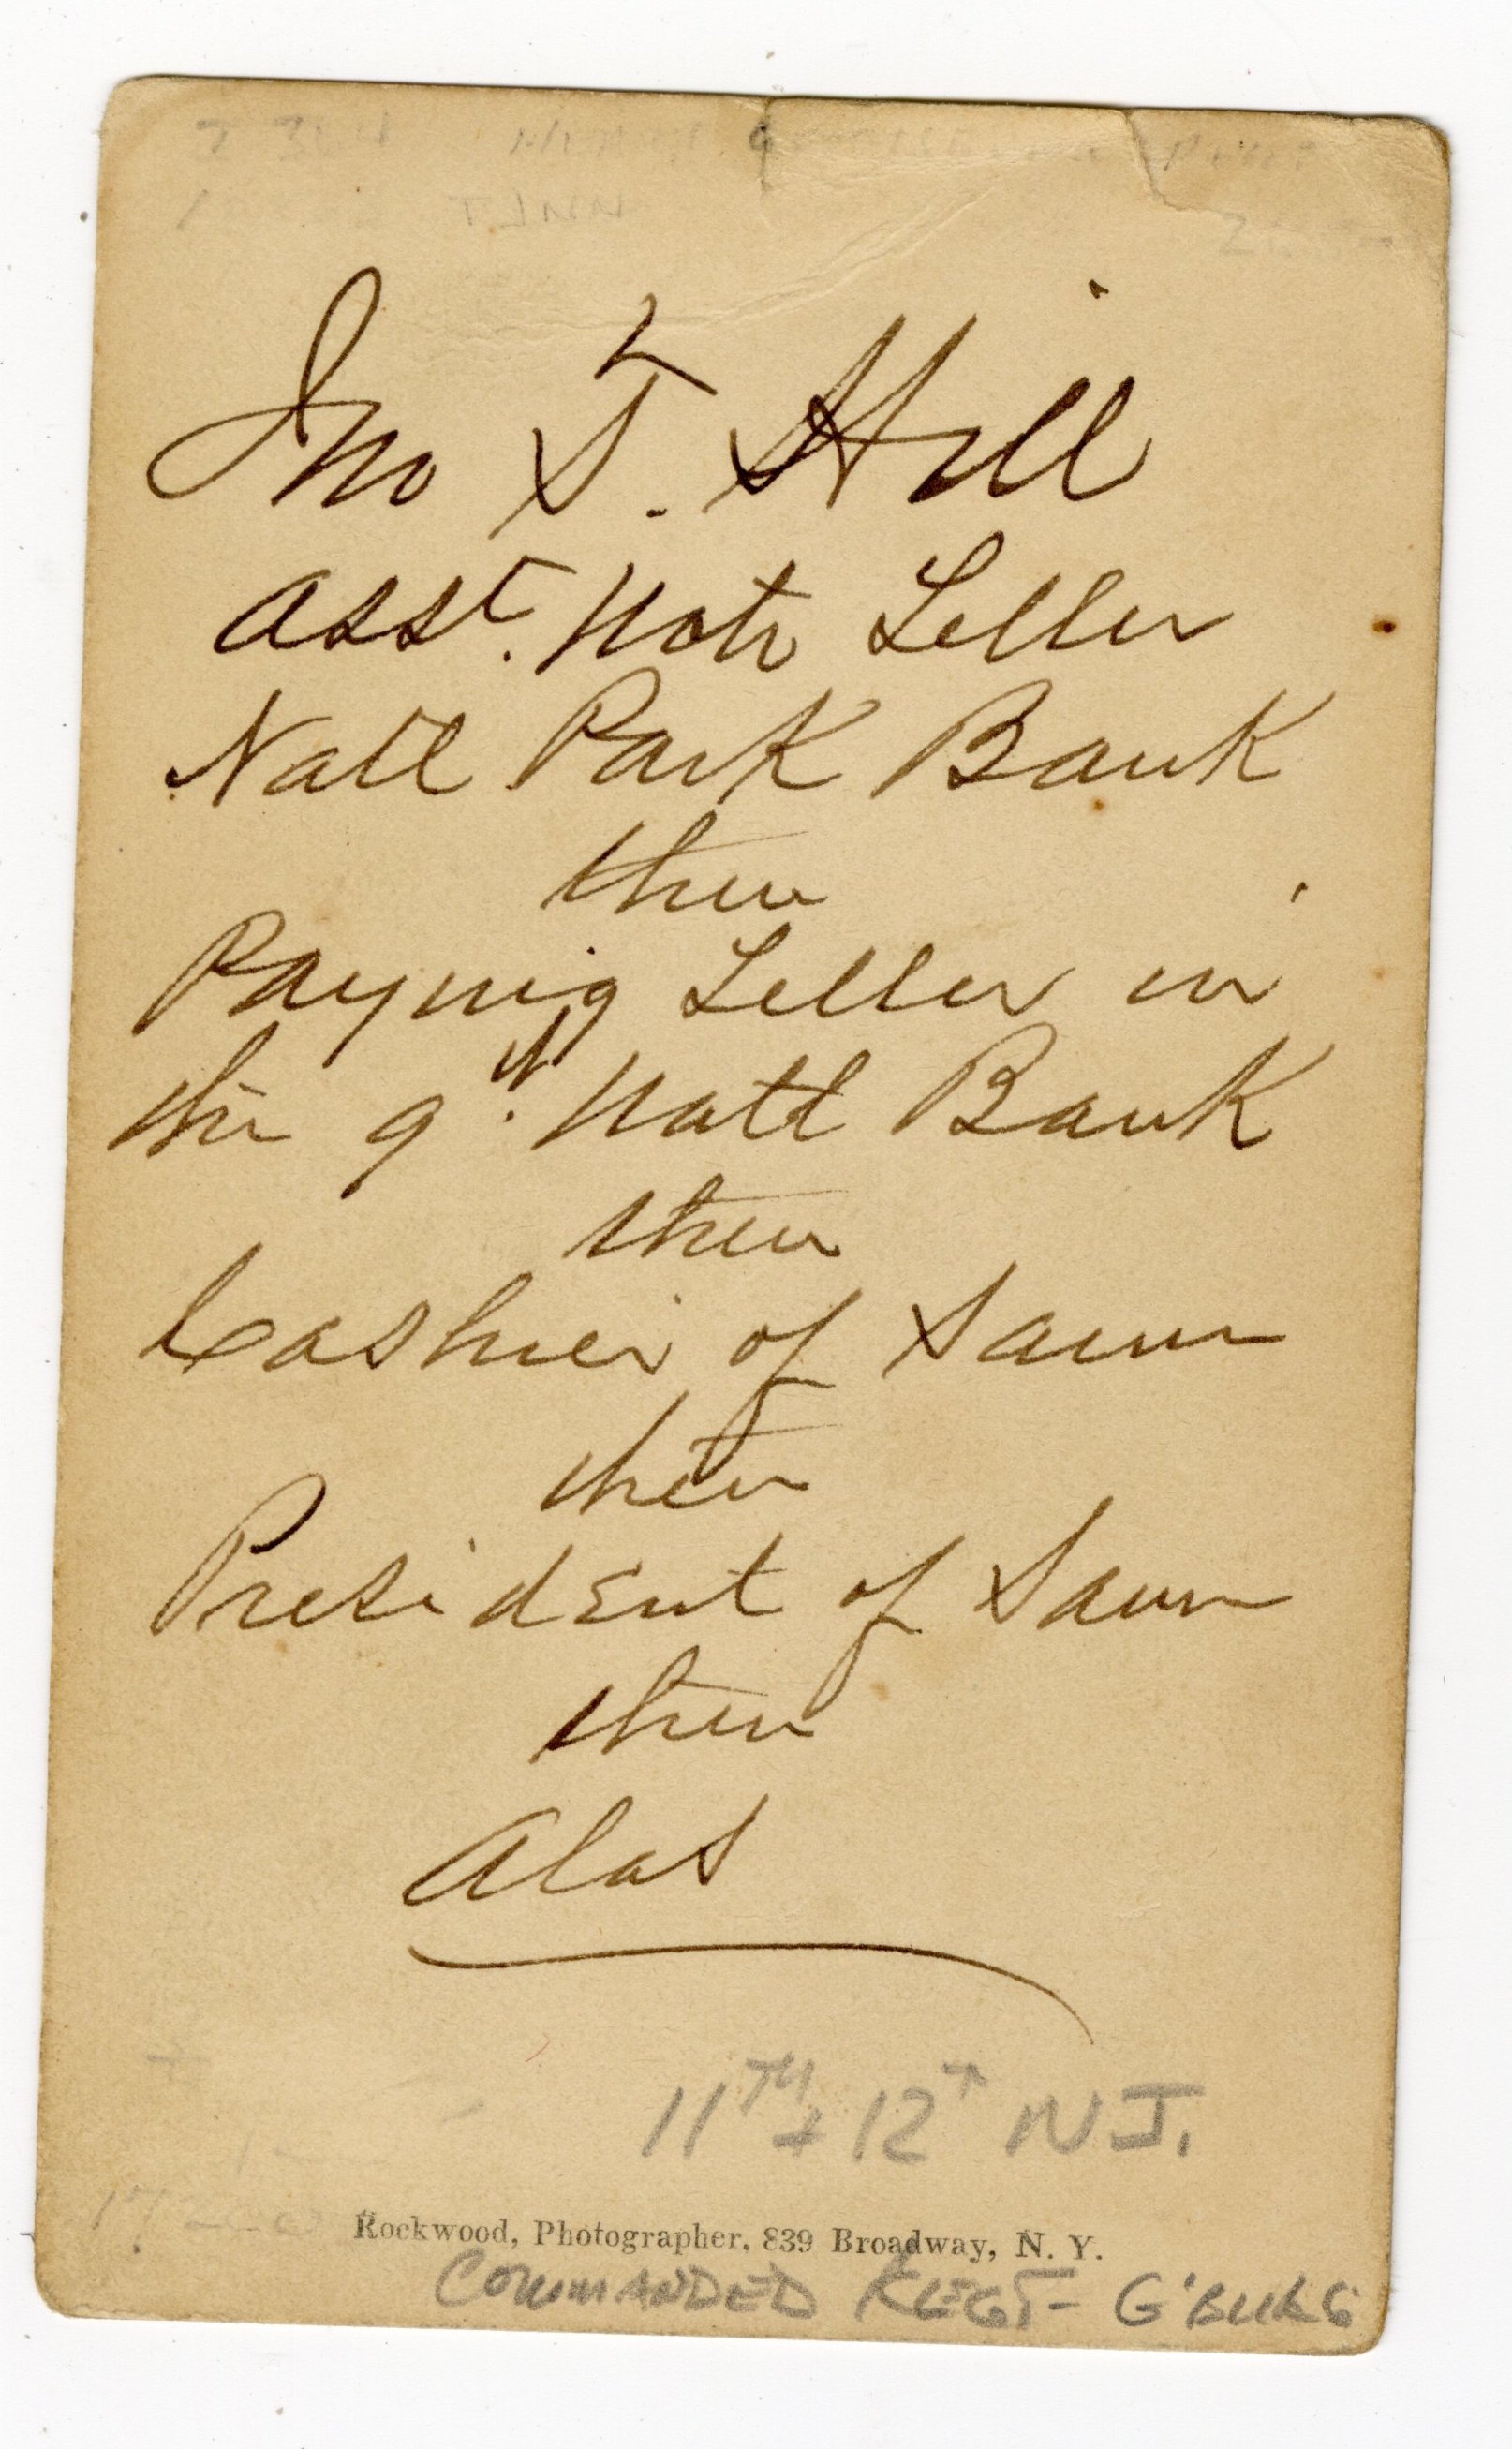 Jno T. Hill
Asst. Note Teller
Natl Park Bank
then
Paying Teller in
the 9th. Natl Bank
then
Cashier of Same
then
President of Same
then
Alas
11TH + 12T N J.
Rockwood, Photographer, 839 Broadway, N. Y.
COMMANDED REGT- G'BURG